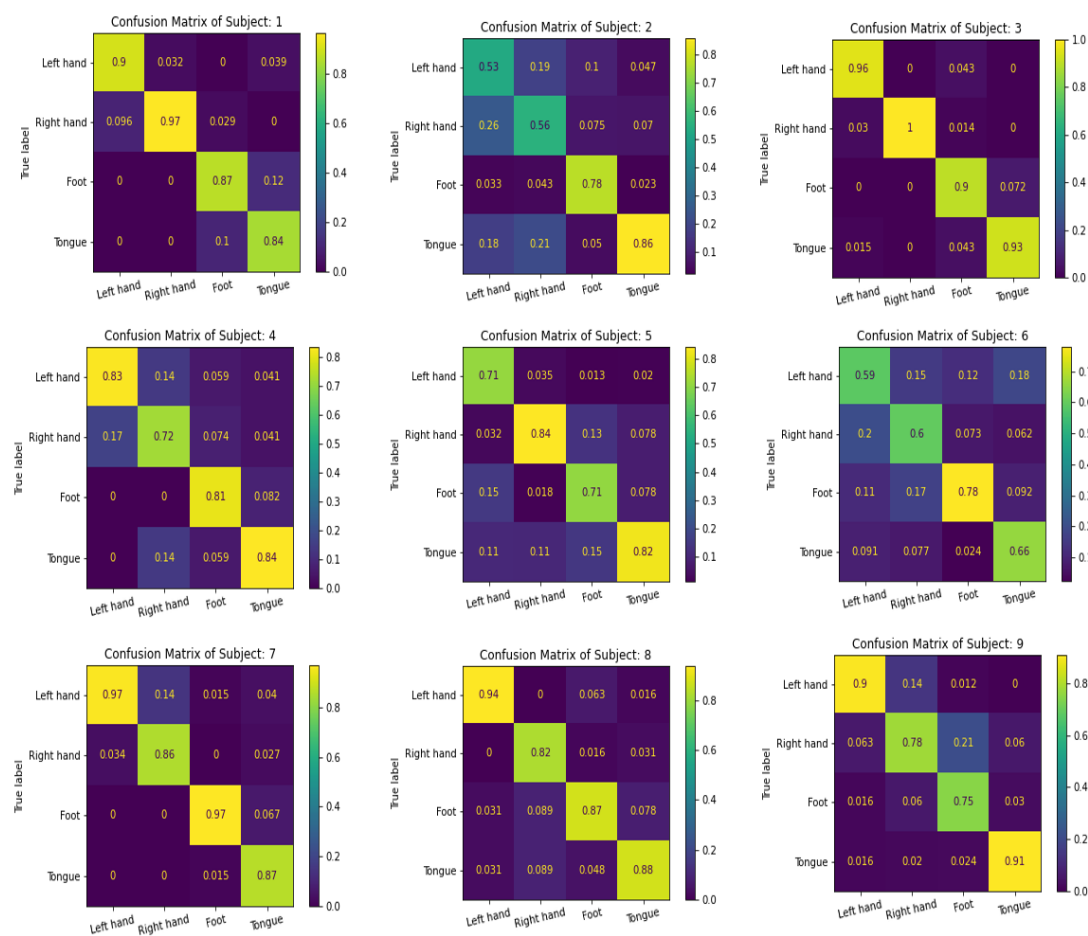 Confusion Matrix of Subject: 1
True label
Left hand 0.9 0.032 0 0.039
Right hand 0.096 0.97 0.029 0
Foot 0 0 0.87 0.12
Tongue 0 0 0.1 0.84
Left hand Right hand Foot Tongue
0.8
0.6
0.4
0.2
0.0
Confusion Matrix of Subject: 2
Left hand 0.53 0.19 0.1 0.047
Right hand 0.26 0.56 0.075 0.07
Foot 0.033 0.043 0.78 0.023
Tongue 0.18 0.21 0.05 0.86
True label
Left hand Right hand Foot Tongue
0.8
0.7
0.6
0.5
0.4
0.3
0.2
0.1
Confusion Matrix of Subject: 3
Left hand 0.96 0 0.043 0
Right hand 0.03 1 0.014 0
Foot 0 0 0.9 0.072
Tongue 0.015 0 0.043 0.93
True label
Left hand Right hand Foot Tongue
1.0
0.8
0.6
0.4
0.2
0.0
Confusion Matrix of Subject: 4
Left hand 0.83 0.14 0.059 0.041
Right hand 0.17 0.72 0.074 0.041
Foot 0 0 0.81 0.082
Tongue 0 0.14 0.059 0.84
True label
Left hand Right hand Foot Tongue
0.8
0.7
0.6
0.5
0.4
0.3
0.2
0.1
0.0
Confusion Matrix of Subject: 5
Left hand 0.71 0.035 0.013 0.02
Right hand 0.032 0.84 0.13 0.078
Foot 0.15 0.018 0.71 0.078
Tongue 0.11 0.11 0.15 0.82
True label
Left hand Right hand Foot Tongue
0.8
0.7
0.6
0.5
0.4
0.3
0.2
0.1
Confusion Matrix of Subject: 6
Left hand 0.59 0.15 0.12 0.18
Right hand 0.2 0.6 0.073 0.062
Foot 0.11 0.17 0.78 0.092
Tongue 0.091 0.077 0.024 0.66
True label
Left hand Right hand Foot Tongue
Confusion Matrix of Subject: 7
Left hand 0.97 0.14 0.015 0.04
Right hand 0.034 0.86 0 0.027
Foot 0 0 0.97 0.067
Tongue 0 0 0.015 0.87
True label
Left hand Right hand Foot Tongue
0.8
0.6
0.4
0.2
0.0
Confusion Matrix of Subject: 8
Left hand 0.94 0 0.063 0.016
Right hand 0 0.82 0.016 0.031
Foot 0.031 0.089 0.87 0.078
Tongue 0.031 0.089 0.048 0.88
True label
Left hand Right hand Foot Tongue
0.8
0.6
0.4
0.2
0.0
Confusion Matrix of Subject: 9
Left hand 0.9 0.14 0.012 0
Right hand 0.063 0.78 0.21 0.06
Foot 0.016 0.06 0.75 0.03
Tongue 0.016 0.02 0.024 0.91
True label
Left hand Right hand Foot Tongue
0.8
0.6
0.4
0.2
0.0